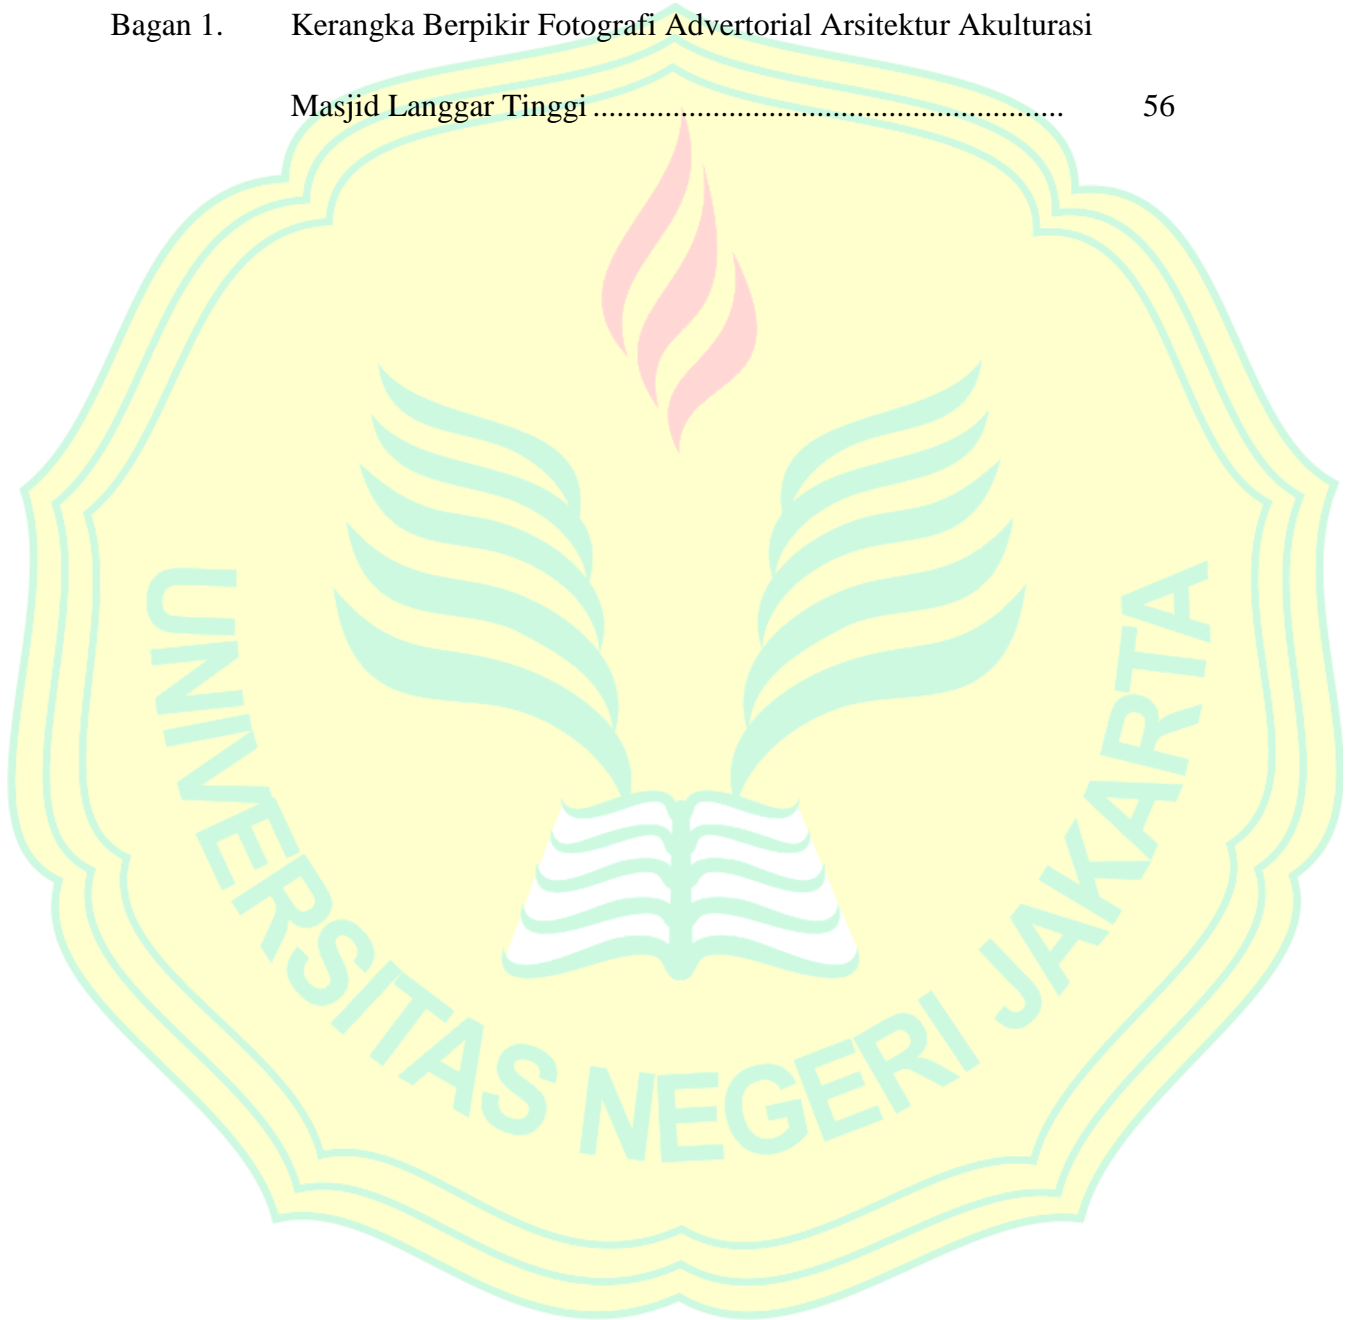 Bagan 1. Kerangka Berpikir Fotografi Advertorial Arsitektur Akulturasi
Masjid Langgar Tinggi ........................................................... 56
UNIVERSITAS NEGERI JAKARTA